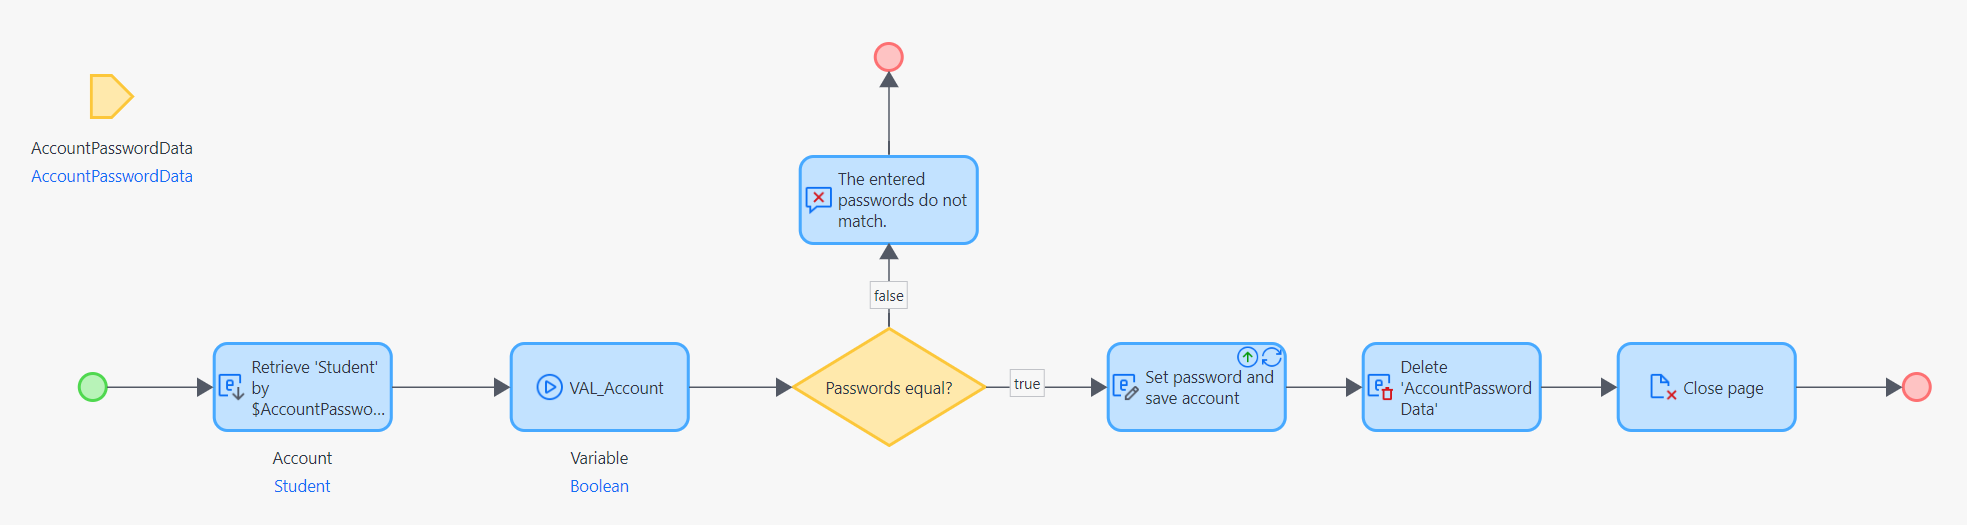 AccountPasswordData
AccountPasswordData
The entered
passwords do not
match.
false
Retrieve 'Student'
by
$AccountPasswo...
Account
Student
VAL_Account
Variable
Boolean
Passwords equal?
true
Set password and
save account
Delete
'AccountPassword
Data'
Close page